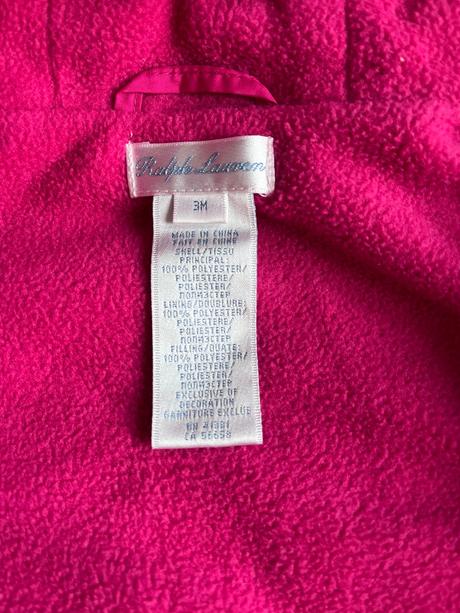 Ralph Lauren
3M
MADE IN CHINA
FAIT EN CHINE
SHELL/TISSU
PRINCIPAL:
100% POLYESTER/
POLIESTERE/
POLIESTER/
ПОЛИЭСТЕР
LINING/DOUBLURE:
100% POLYESTER/
POLIESTERE/
POLIESTER/
ПОЛИЭСТЕР
FILLING/OUATE:
100% POLYESTER/
POLIESTERE/
POLIESTER/
ПОЛИЭСТЕР
EXCLUSIVE OF
DECORATION
GARNITURE EXCLUE
RN 41381
CA 56658